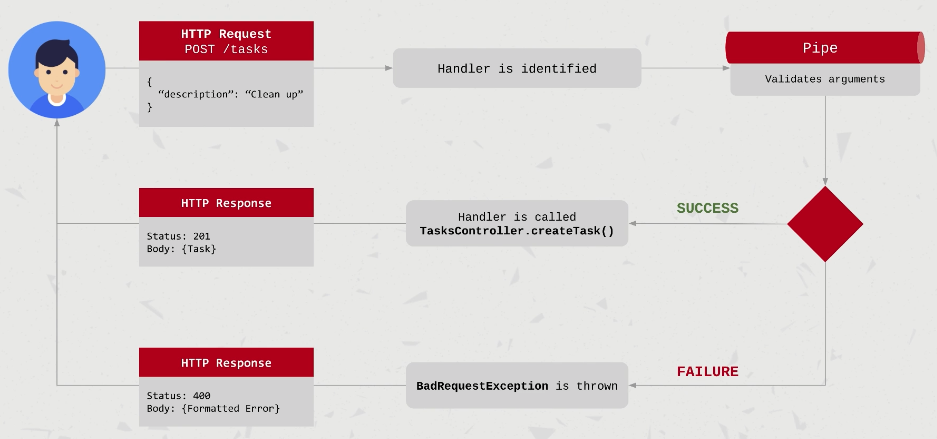 HTTP Request
POST /tasks
{
“description”: “Clean up”
}
Handler is identified
Pipe
Validates arguments
HTTP Response
Status: 201
Body: {Task}
Handler is called
TasksController.createTask()
SUCCESS
HTTP Response
Status: 400
Body: {Formatted Error}
BadRequestException is thrown
FAILURE